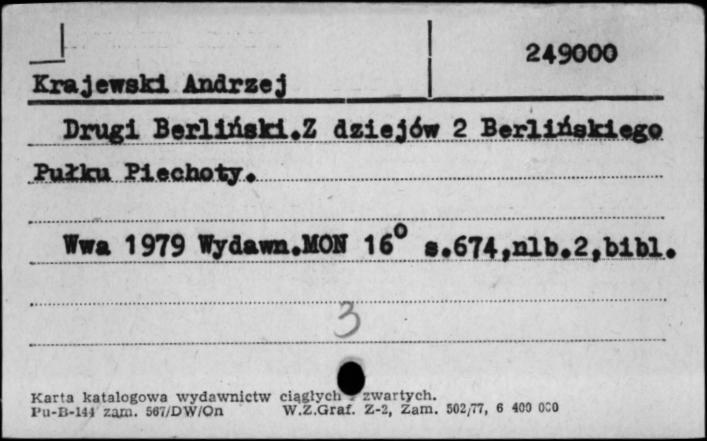 249000
Krajewski Andrzej
Drugi Berliński.Z dziejów 2 Berlińskiego
Pułku Piechoty.
Wwa 1979 Wydawn.MON 16° s.674,nlb.2,bibl.
3
Karta katalogowa wydawnictw ciągłych zwartych.
Pu-B-144 zam. 567/DW/On W.Z.Graf. Z-2, Zam. 502/77, 6 400 000